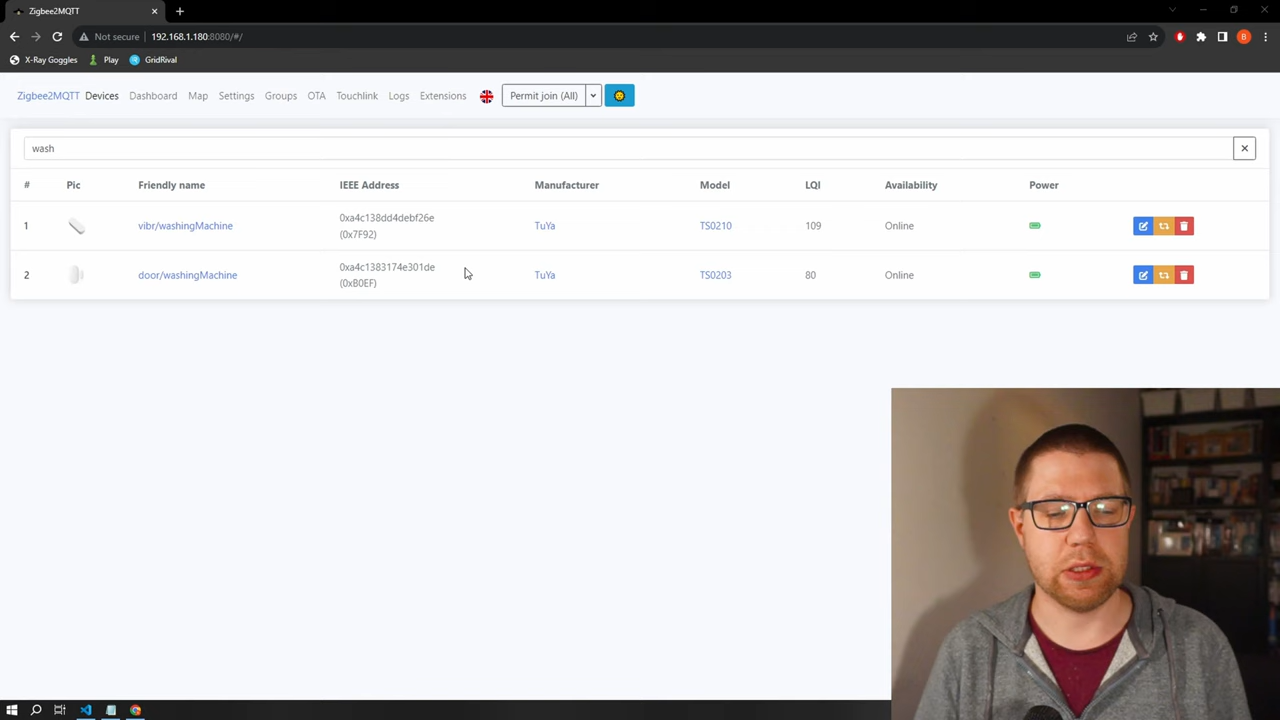 Zigbee2MQTT
Not secure 192.168.1.180:8080/#/
X-Ray Goggles Play GridRival
Zigbee2MQTT Devices Dashboard Map Settings Groups OTA Touchlink Logs Extensions Permit join (All)
wash
# Pic Friendly name IEEE Address Manufacturer Model LQI Availability Power
1 vibr/washingMachine 0xa4c138dd4debf26e TuYa TS0210 109 Online
(0x7F92)
2 door/washingMachine 0xa4c1383174e301de TuYa TS0203 80 Online
(0xB0EF)
B